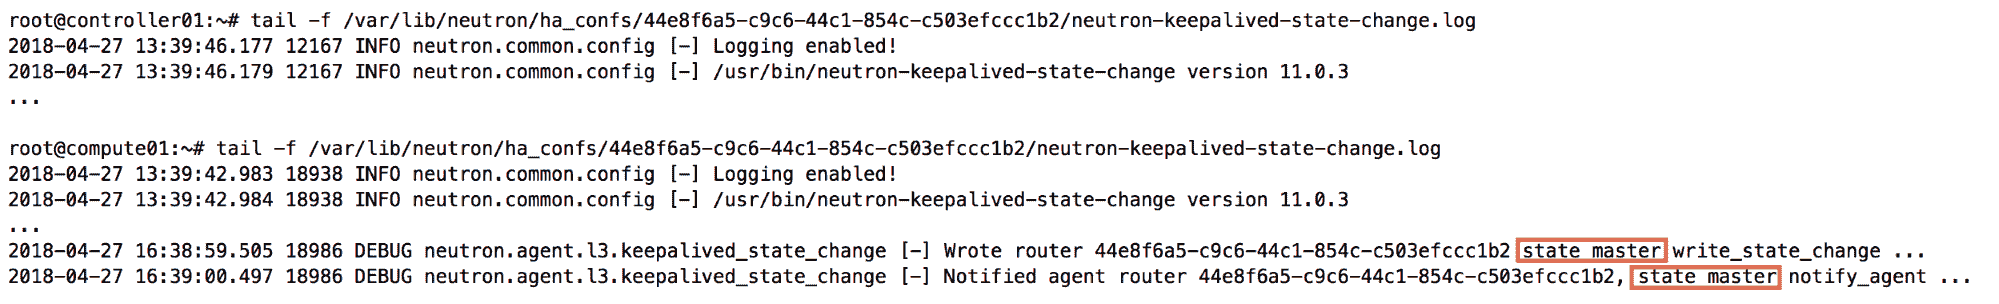 root@controller01:~# tail -f /var/lib/neutron/ha_confs/44e8f6a5-c9c6-44c1-854c-c503efccc1b2/neutron-keepalived-state-change.log
2018-04-27 13:39:46.177 12167 INFO neutron.common.config [-] Logging enabled!
2018-04-27 13:39:46.179 12167 INFO neutron.common.config [-] /usr/bin/neutron-keepalived-state-change version 11.0.3
...
root@compute01:~# tail -f /var/lib/neutron/ha_confs/44e8f6a5-c9c6-44c1-854c-c503efccc1b2/neutron-keepalived-state-change.log
2018-04-27 13:39:42.983 18938 INFO neutron.common.config [-] Logging enabled!
2018-04-27 13:39:42.984 18938 INFO neutron.common.config [-] /usr/bin/neutron-keepalived-state-change version 11.0.3
...
2018-04-27 16:38:59.505 18986 DEBUG neutron.agent.l3.keepalived_state_change [-] Wrote router 44e8f6a5-c9c6-44c1-854c-c503efccc1b2 state master write_state_change ...
2018-04-27 16:39:00.497 18986 DEBUG neutron.agent.l3.keepalived_state_change [-] Notified agent router 44e8f6a5-c9c6-44c1-854c-c503efccc1b2, state master notify_agent ...